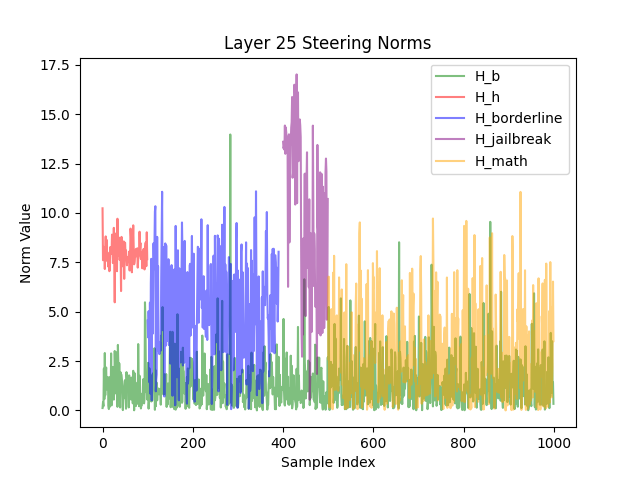 Layer 25 Steering Norms
17.5
15.0
12.5
10.0
7.5
5.0
2.5
0.0
Norm Value
H_b
H_h
H_borderline
H_jailbreak
H_math
0
200
400
600
800
1000
Sample Index